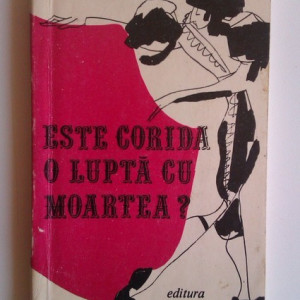 ESTE CORIDA
O LUPTĂ CU
MOARTEA?
editura